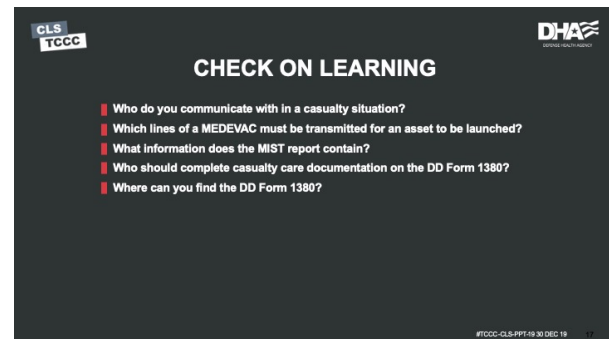 CLS
TCCC
DHA
DEFENSE HEALTH AGENCY
CHECK ON LEARNING
Who do you communicate with in a casualty situation?
Which lines of a MEDEVAC must be transmitted for an asset to be launched?
What information does the MIST report contain?
Who should complete casualty care documentation on the DD Form 1380?
Where can you find the DD Form 1380?
#TCCC-CLS-PPT-19 30 DEC 19 17